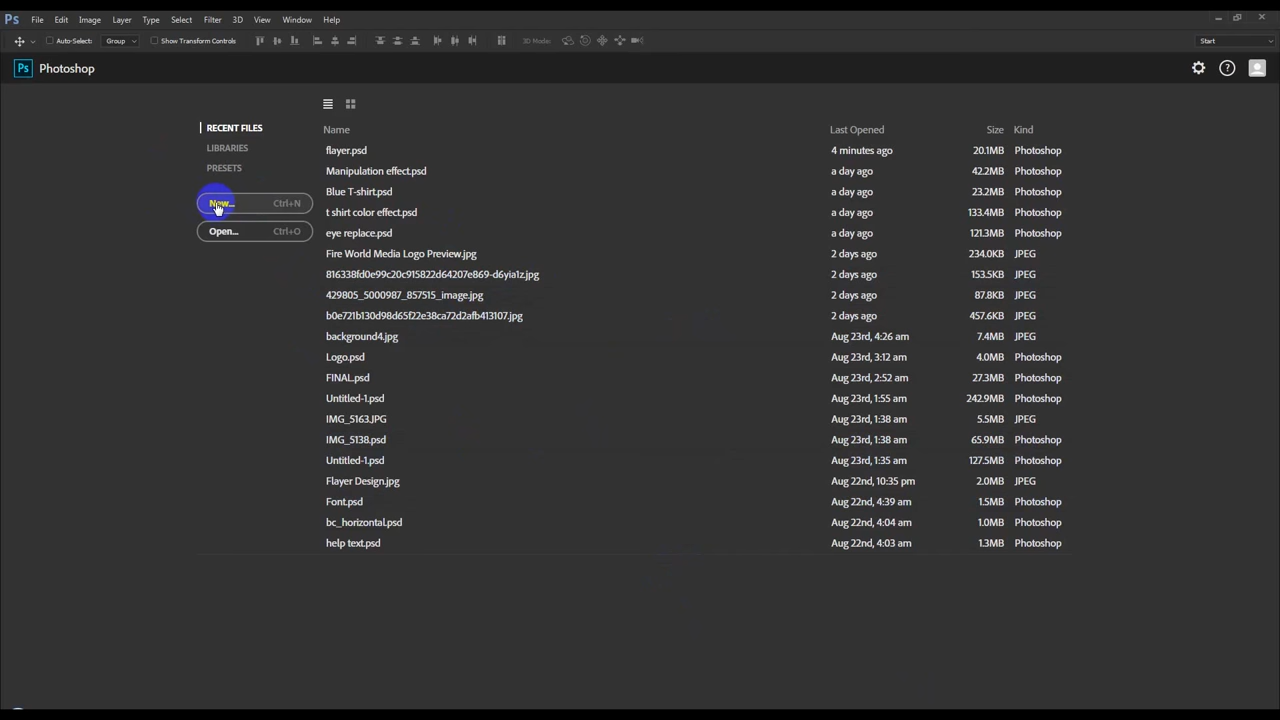 Ps File Edit Image Layer Type Select Filter 3D View Window Help
Auto-Select: Group Show Transform Controls 3D Mode: Start
Ps Photoshop
RECENT FILES
LIBRARIES
PRESETS
New... Ctrl+N
Open... Ctrl+O
Name Last Opened Size Kind
flayer.psd 4 minutes ago 20.1MB Photoshop
Manipulation effect.psd a day ago 42.2MB Photoshop
Blue T-shirt.psd a day ago 23.2MB Photoshop
t shirt color effect.psd a day ago 133.4MB Photoshop
eye replace.psd a day ago 121.3MB Photoshop
Fire World Media Logo Preview.jpg 2 days ago 234.0KB JPEG
816338fd0e99c20c915822d64207e869-d6yia1z.jpg 2 days ago 153.5KB JPEG
429805_5000987_857515_image.jpg 2 days ago 87.8KB JPEG
b0e721b130d98d65f22e38ca72d2afb413107.jpg 2 days ago 457.6KB JPEG
background4.jpg Aug 23rd, 4:26 am 7.4MB JPEG
Logo.psd Aug 23rd, 3:12 am 4.0MB Photoshop
FINAL.psd Aug 23rd, 2:52 am 27.3MB Photoshop
Untitled-1.psd Aug 23rd, 1:55 am 242.9MB Photoshop
IMG_5163.JPG Aug 23rd, 1:38 am 5.5MB JPEG
IMG_5138.psd Aug 23rd, 1:38 am 65.9MB Photoshop
Untitled-1.psd Aug 23rd, 1:35 am 127.5MB Photoshop
Flayer Design.jpg Aug 22nd, 10:35 pm 2.0MB JPEG
Font.psd Aug 22nd, 4:39 am 1.5MB Photoshop
bc_horizontal.psd Aug 22nd, 4:04 am 1.0MB Photoshop
help text.psd Aug 22nd, 4:03 am 1.3MB Photoshop